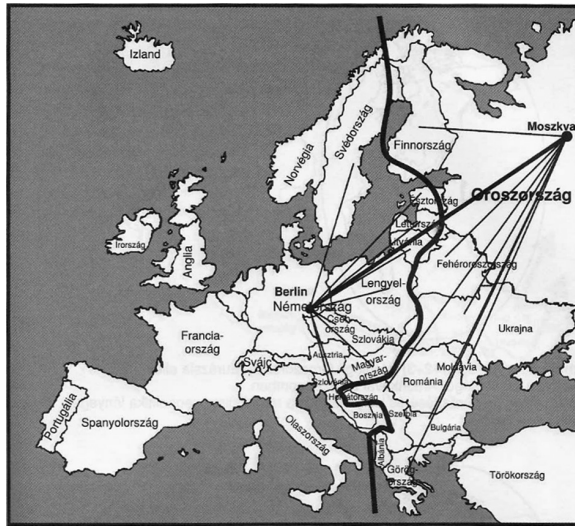 Izland
Norvégia
Svédország
Finnország
Moszkva
Oroszország
Észtország
Lettország
Litvánia
Fehéroroszország
Írország
Anglia
Berlin
Németország
Lengyel-
ország
Cseh-
ország
Szlovákia
Ukrajna
Francia-
ország
Svájc
Ausztria
Magyar-
ország
Moldávia
Románia
Szlovénia
Horvátország
Bosznia
Szerbia
Bulgária
Portugália
Spanyolország
Olaszország
Albánia
Görög-
ország
Törökország